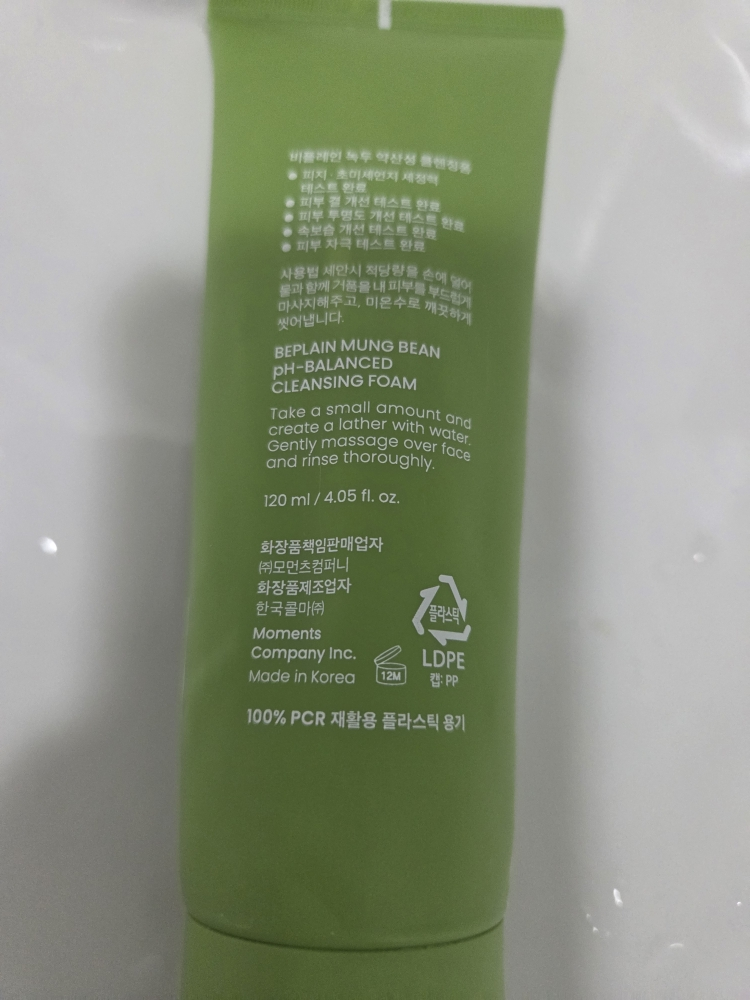 비플레인 녹두 약산성 클렌징폼
● 피지 · 초미세먼지 세정력
테스트 완료
● 피부 결 개선 테스트 완료
● 피부 투명도 개선 테스트 완료
● 속보습 개선 테스트 완료
● 피부 자극 테스트 완료
사용법 세안시 적당량을 손에 덜어
물과 함께 거품을 내 피부를 부드럽게
마사지해주고, 미온수로 깨끗하게
씻어냅니다.
BEPLAIN MUNG BEAN
pH-BALANCED
CLEANSING FOAM
Take a small amount and
create a lather with water.
Gently massage over face
and rinse thoroughly.
120 ml / 4.05 fl. oz.
화장품책임판매업자
㈜모먼츠컴퍼니
화장품제조업자
한국콜마㈜
Moments
Company Inc.
Made in Korea
12M
플라스틱
LDPE
캡: PP
100% PCR 재활용 플라스틱 용기